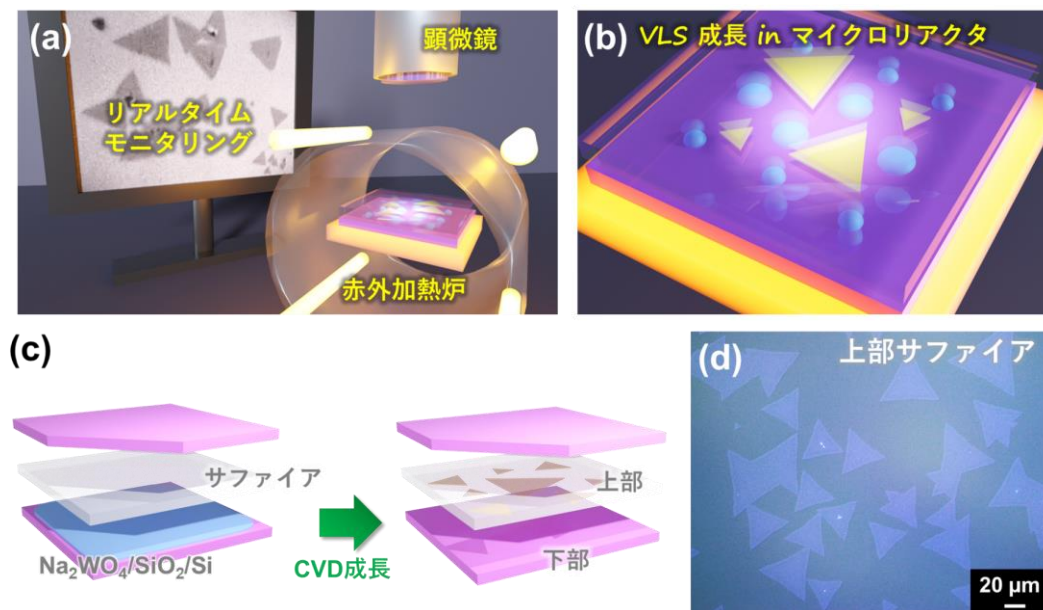 (a)
顕微鏡
リアルタイム
モニタリング
赤外加熱炉
(b)
VLS 成長 in マイクロリアクタ
(c)
サファイア
Na₂WO₄/SiO₂/Si
CVD成長
上部
下部
(d)
上部サファイア
20 μm